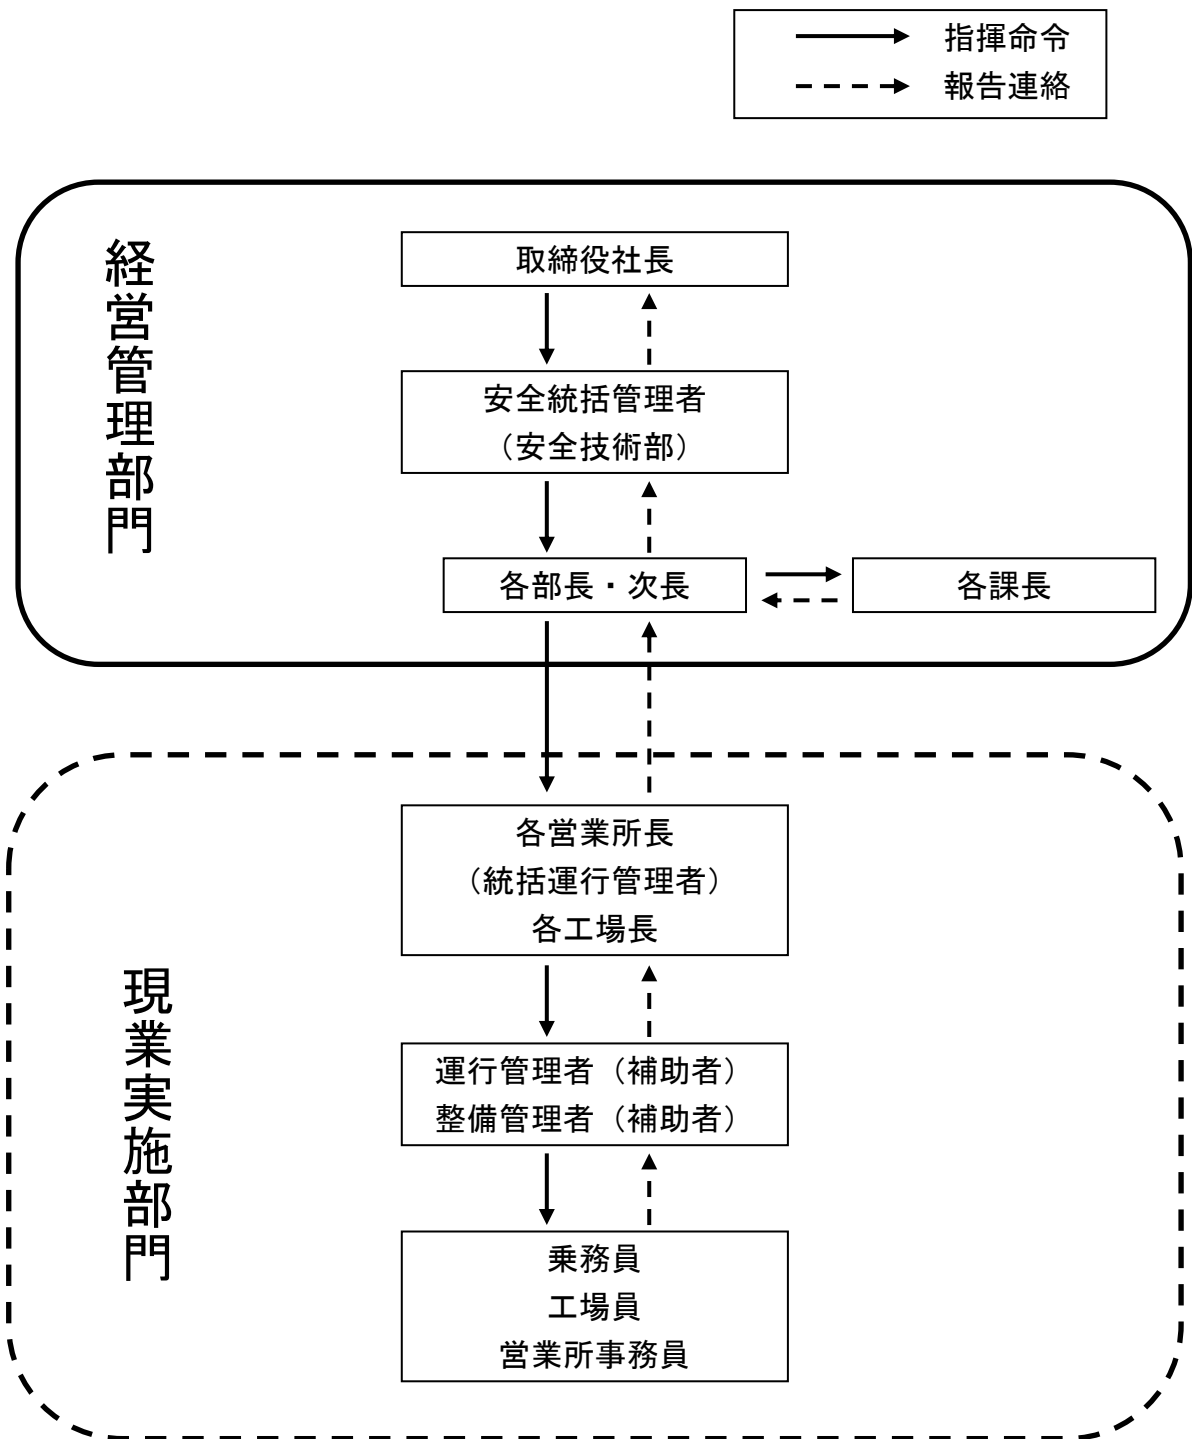 指揮命令
報告連絡
経営管理部門
取締役社長
安全統括管理者
（安全技術部）
各部長・次長
各課長
現業実施部門
各営業所長
（統括運行管理者）
各工場長
運行管理者（補助者）
整備管理者（補助者）
乗務員
工場員
営業所事務員